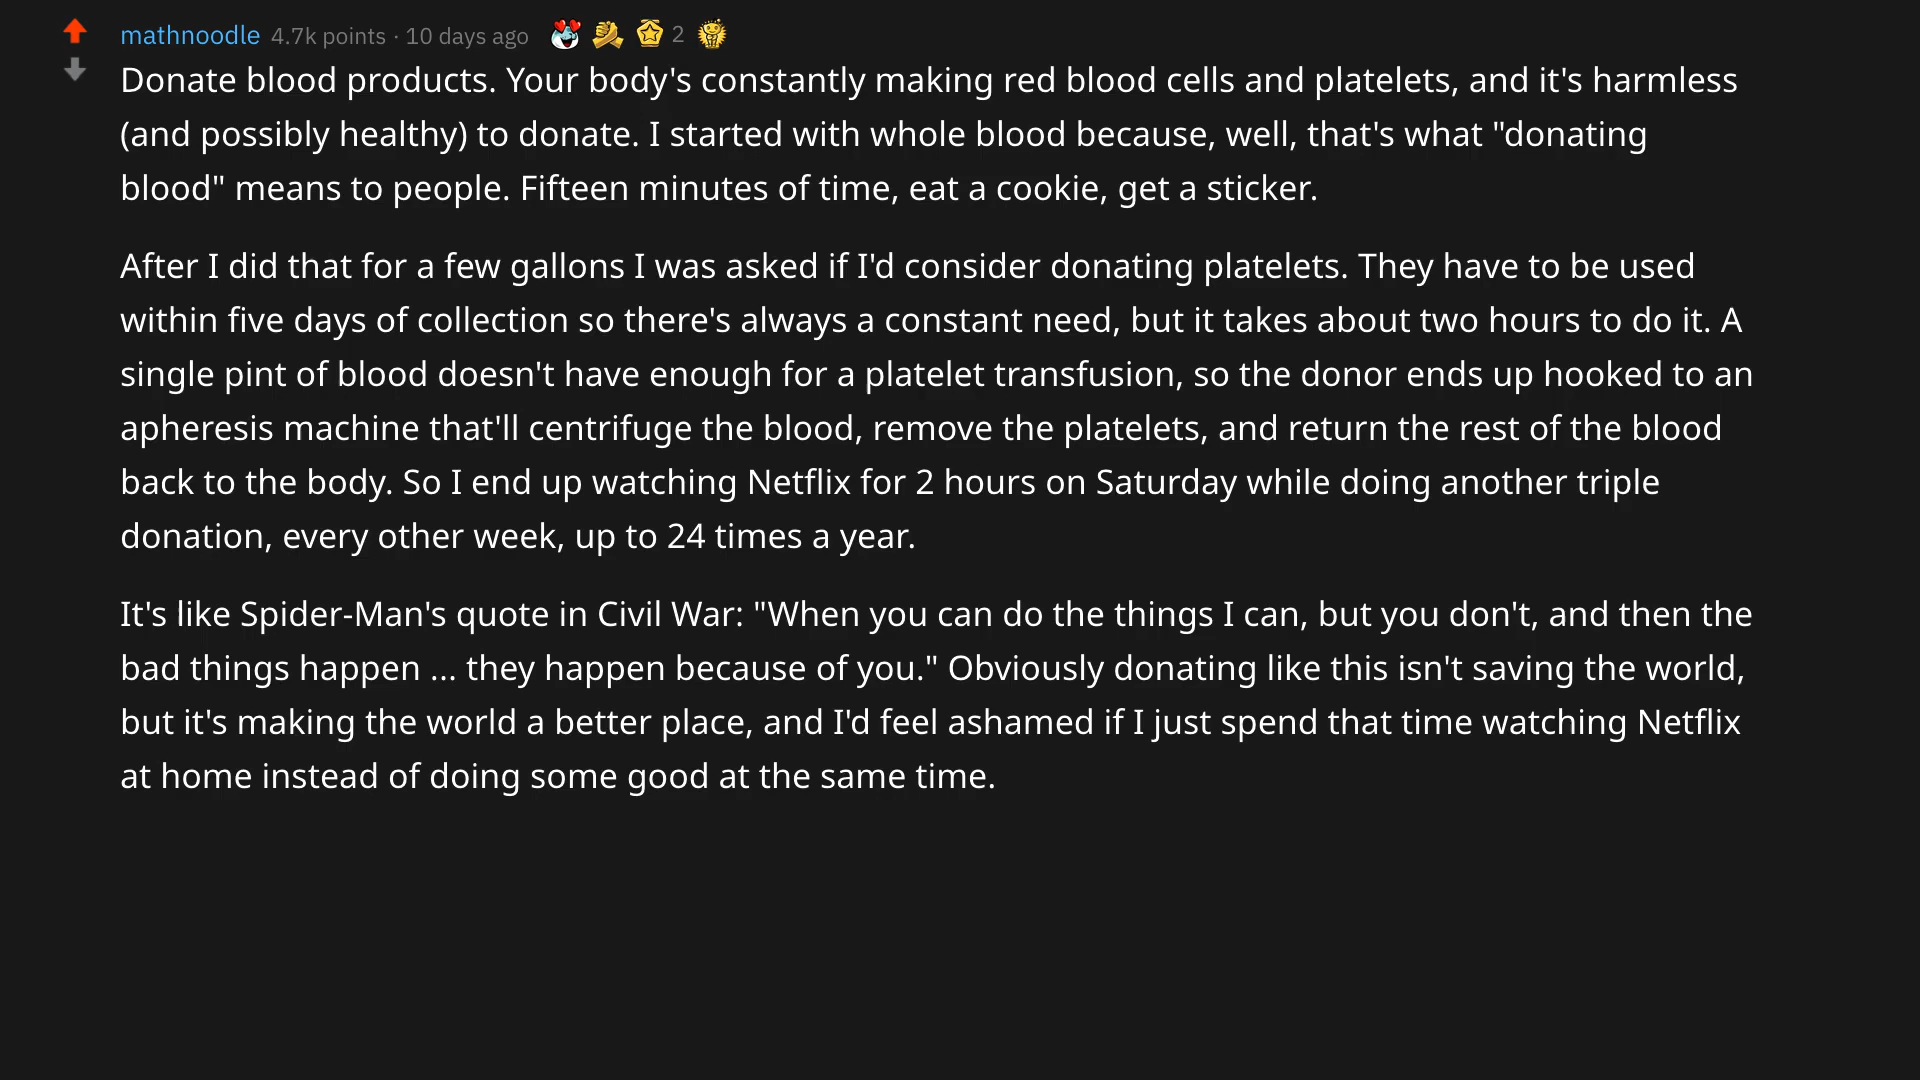 mathnoodle 4.7k points · 10 days ago 2
Donate blood products. Your body's constantly making red blood cells and platelets, and it's harmless
(and possibly healthy) to donate. I started with whole blood because, well, that's what "donating
blood" means to people. Fifteen minutes of time, eat a cookie, get a sticker.
After I did that for a few gallons I was asked if I'd consider donating platelets. They have to be used
within five days of collection so there's always a constant need, but it takes about two hours to do it. A
single pint of blood doesn't have enough for a platelet transfusion, so the donor ends up hooked to an
apheresis machine that'll centrifuge the blood, remove the platelets, and return the rest of the blood
back to the body. So I end up watching Netflix for 2 hours on Saturday while doing another triple
donation, every other week, up to 24 times a year.
It's like Spider-Man's quote in Civil War: "When you can do the things I can, but you don't, and then the
bad things happen ... they happen because of you." Obviously donating like this isn't saving the world,
but it's making the world a better place, and I'd feel ashamed if I just spend that time watching Netflix
at home instead of doing some good at the same time.